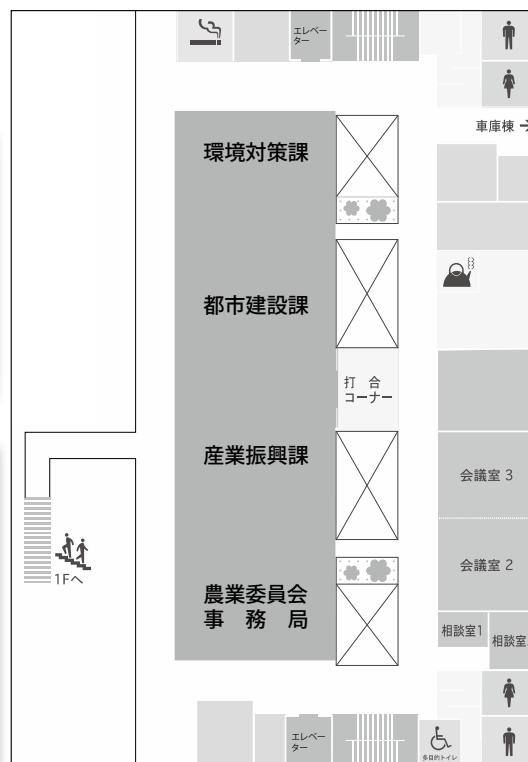 エレベー
ター
車庫棟 →
環境対策課
都市建設課
打 合
コーナー
産業振興課
会議室 3
1Fへ
会議室 2
農業委員会
事 務 局
相談室1
相談室
エレベー
ター
多目的トイレ